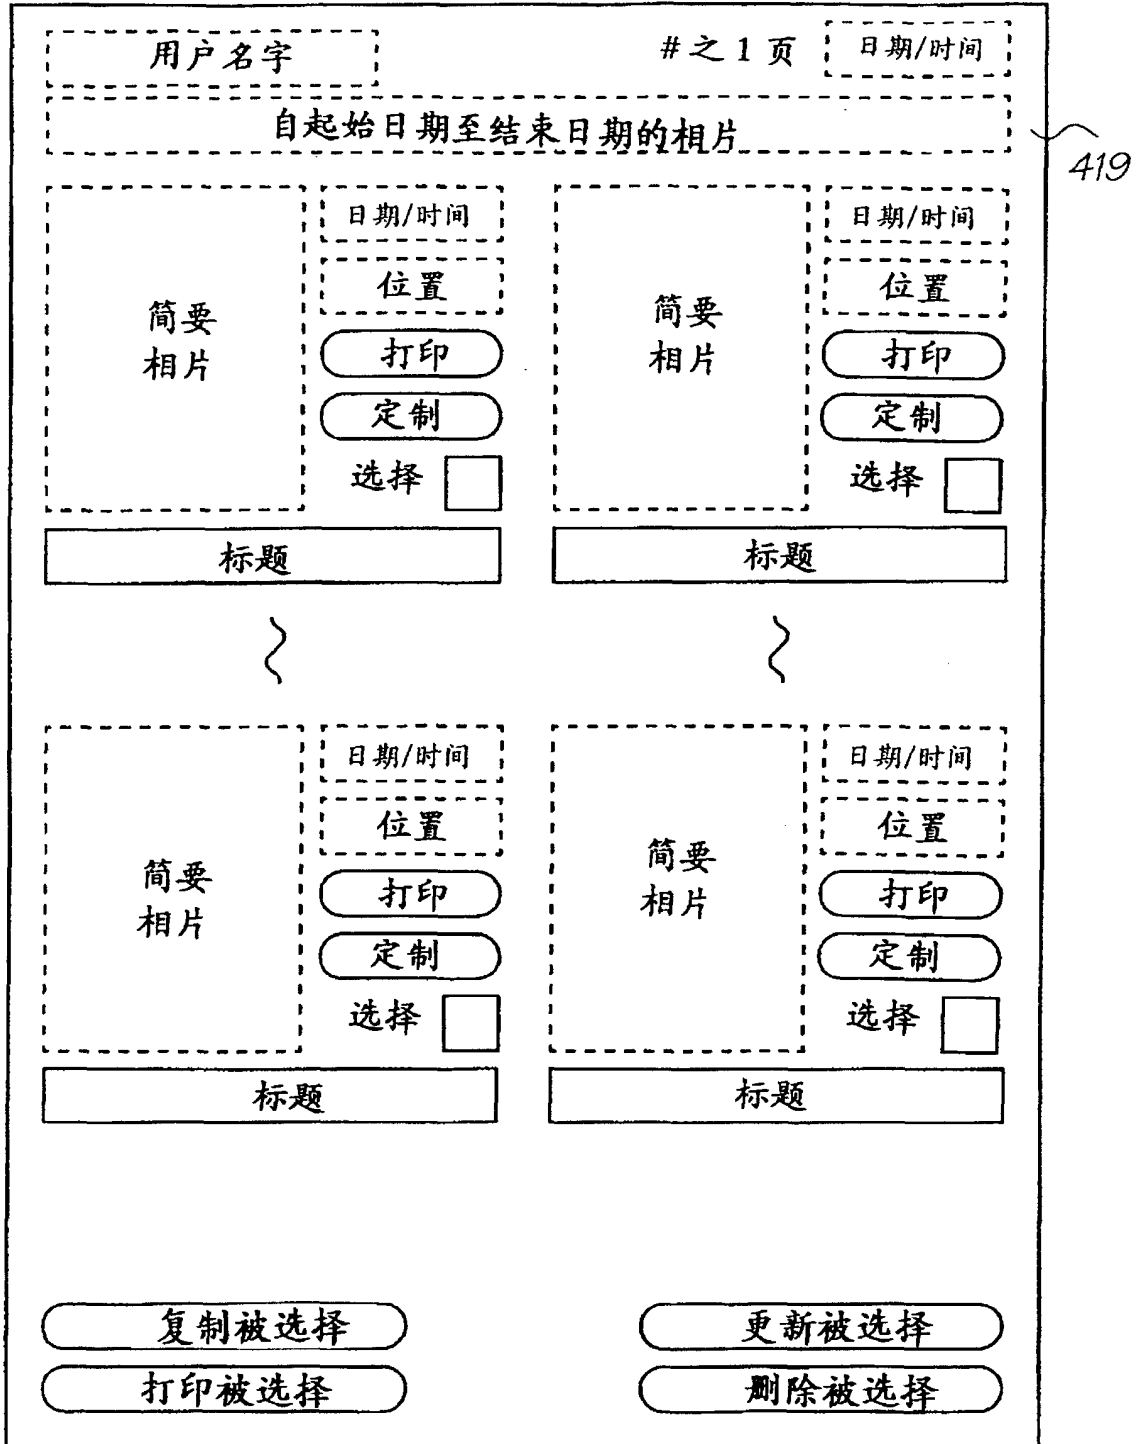 用户名字
#之1页
日期/时间
自起始日期至结束日期的相片
419
简要
相片
日期/时间
位置
打印
定制
选择
标题
简要
相片
日期/时间
位置
打印
定制
选择
标题
简要
相片
日期/时间
位置
打印
定制
选择
标题
简要
相片
日期/时间
位置
打印
定制
选择
标题
复制被选择
更新被选择
打印被选择
删除被选择